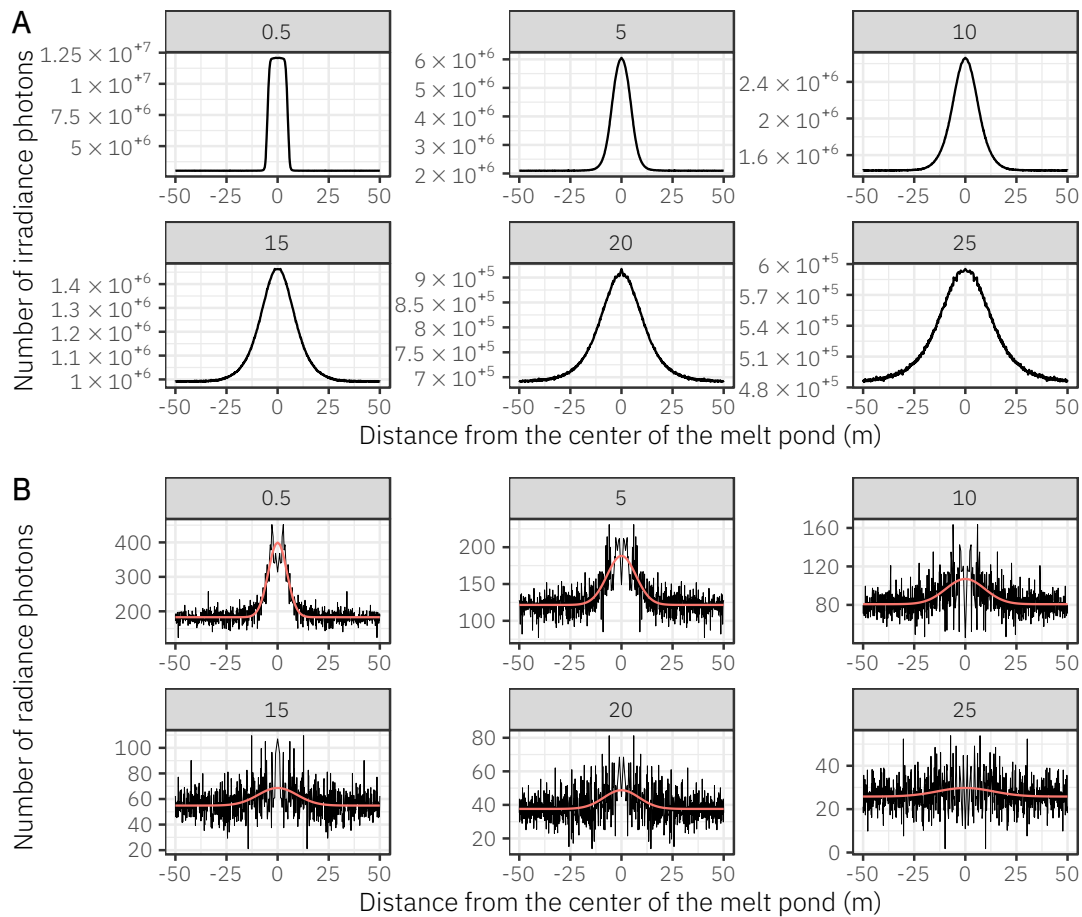 A
Number of irradiance photons
0.5 5 10
1.25 × 10⁺⁷
1 × 10⁺⁷
7.5 × 10⁺⁶
5 × 10⁺⁶
-50 -25 0 25 50
6 × 10⁺⁶
5 × 10⁺⁶
4 × 10⁺⁶
3 × 10⁺⁶
2 × 10⁺⁶
-50 -25 0 25 50
2.4 × 10⁺⁶
2 × 10⁺⁶
1.6 × 10⁺⁶
-50 -25 0 25 50
15 20 25
1.4 × 10⁺⁶
1.3 × 10⁺⁶
1.2 × 10⁺⁶
1.1 × 10⁺⁶
1 × 10⁺⁶
-50 -25 0 25 50
9 × 10⁺⁵
8.5 × 10⁺⁵
8 × 10⁺⁵
7.5 × 10⁺⁵
7 × 10⁺⁵
-50 -25 0 25 50
6 × 10⁺⁵
5.7 × 10⁺⁵
5.4 × 10⁺⁵
5.1 × 10⁺⁵
4.8 × 10⁺⁵
-50 -25 0 25 50
Distance from the center of the melt pond (m)
B
Number of radiance photons
0.5 5 10
400
300
200
-50 -25 0 25 50
200
150
100
-50 -25 0 25 50
160
120
80
-50 -25 0 25 50
15 20 25
100
80
60
40
20
-50 -25 0 25 50
80
60
40
20
-50 -25 0 25 50
40
20
0
-50 -25 0 25 50
Distance from the center of the melt pond (m)